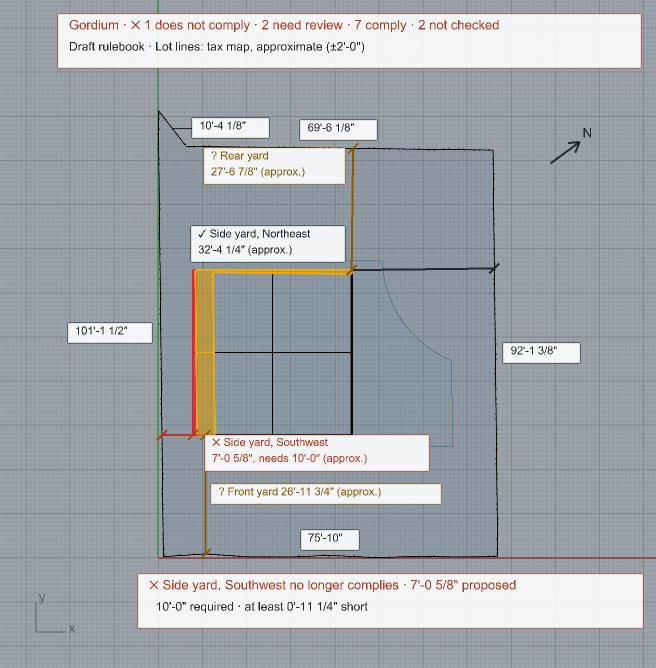 Gordium · ✕ 1 does not comply · 2 need review · 7 comply · 2 not checked
Draft rulebook · Lot lines: tax map, approximate (±2'-0")
10'-4 1/8"
69'-6 1/8"
N
? Rear yard
27'-6 7/8" (approx.)
✓ Side yard, Northeast
32'-4 1/4" (approx.)
101'-1 1/2"
92'-1 3/8"
✕ Side yard, Southwest
7'-0 5/8", needs 10'-0" (approx.)
? Front yard 26'-11 3/4" (approx.)
75'-10"
✕ Side yard, Southwest no longer complies · 7'-0 5/8" proposed
10'-0" required · at least 0'-11 1/4" short
y
x